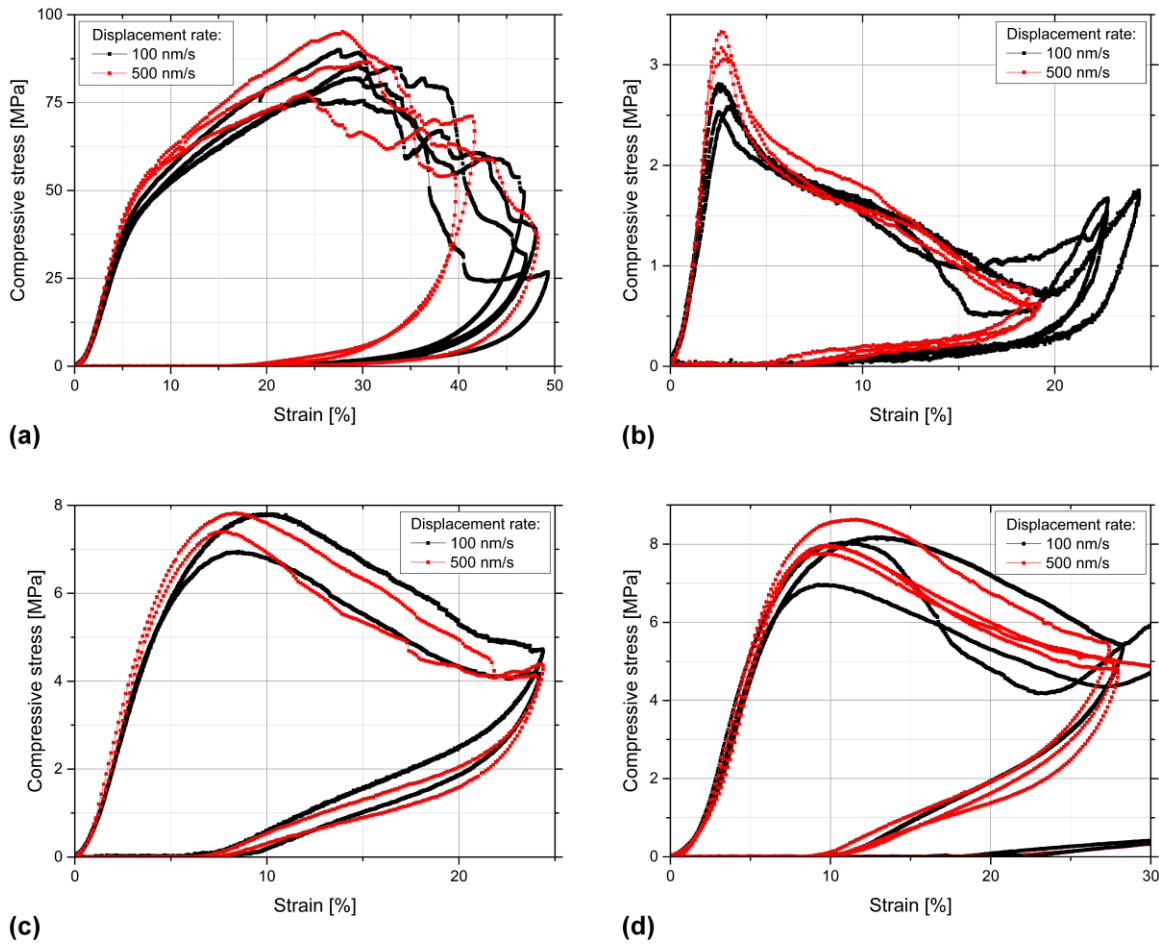 Compressive stress [MPa]
100
75
50
25
0
Displacement rate:
100 nm/s
500 nm/s
0 10 20 30 40 50
Strain [%]
(a)
Compressive stress [MPa]
3
2
1
0
Displacement rate:
100 nm/s
500 nm/s
0 10 20
Strain [%]
(b)
Compressive stress [MPa]
8
6
4
2
0
Displacement rate:
100 nm/s
500 nm/s
0 10 20
Strain [%]
(c)
Compressive stress [MPa]
8
6
4
2
0
Displacement rate:
100 nm/s
500 nm/s
0 10 20 30
Strain [%]
(d)